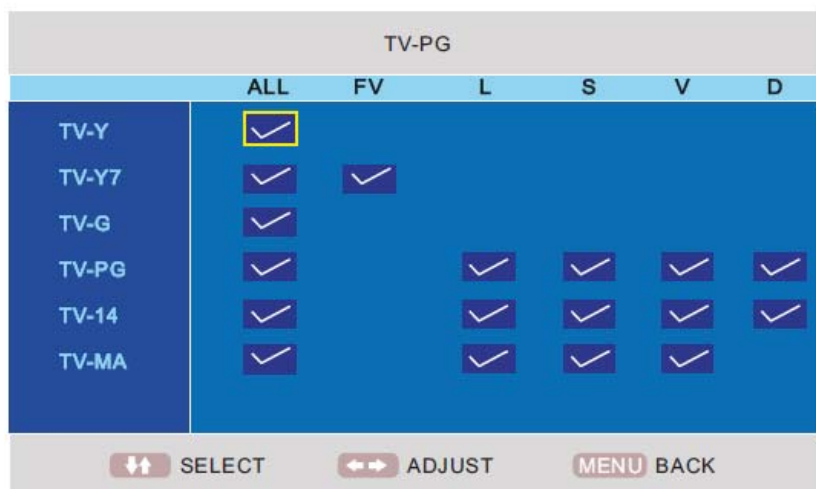 TV-PG
ALL FV L S V D
TV-Y
TV-Y7
TV-G
TV-PG
TV-14
TV-MA
SELECT ADJUST MENU BACK